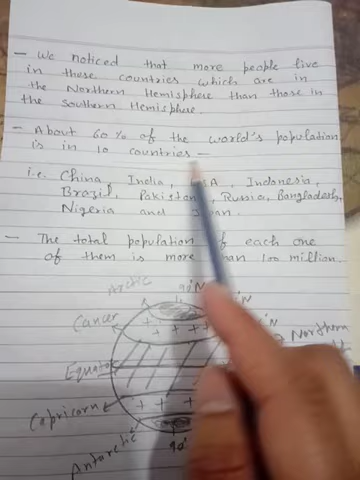 - We noticed that more people live
in those countries which are in
the Northern Hemisphere than those in
the southern Hemisphere.
- About 60% of the world's population
is in 10 countries -
i.e. China, India, Indonesia,
Brazil, Pakistan, Russia, Bangladesh,
Nigeria and
- The total population of each one
of them is more than 100 million.
Arctic 90°N
Cancer °N
Northern
Equator
Capricorn
Antarctic 90°